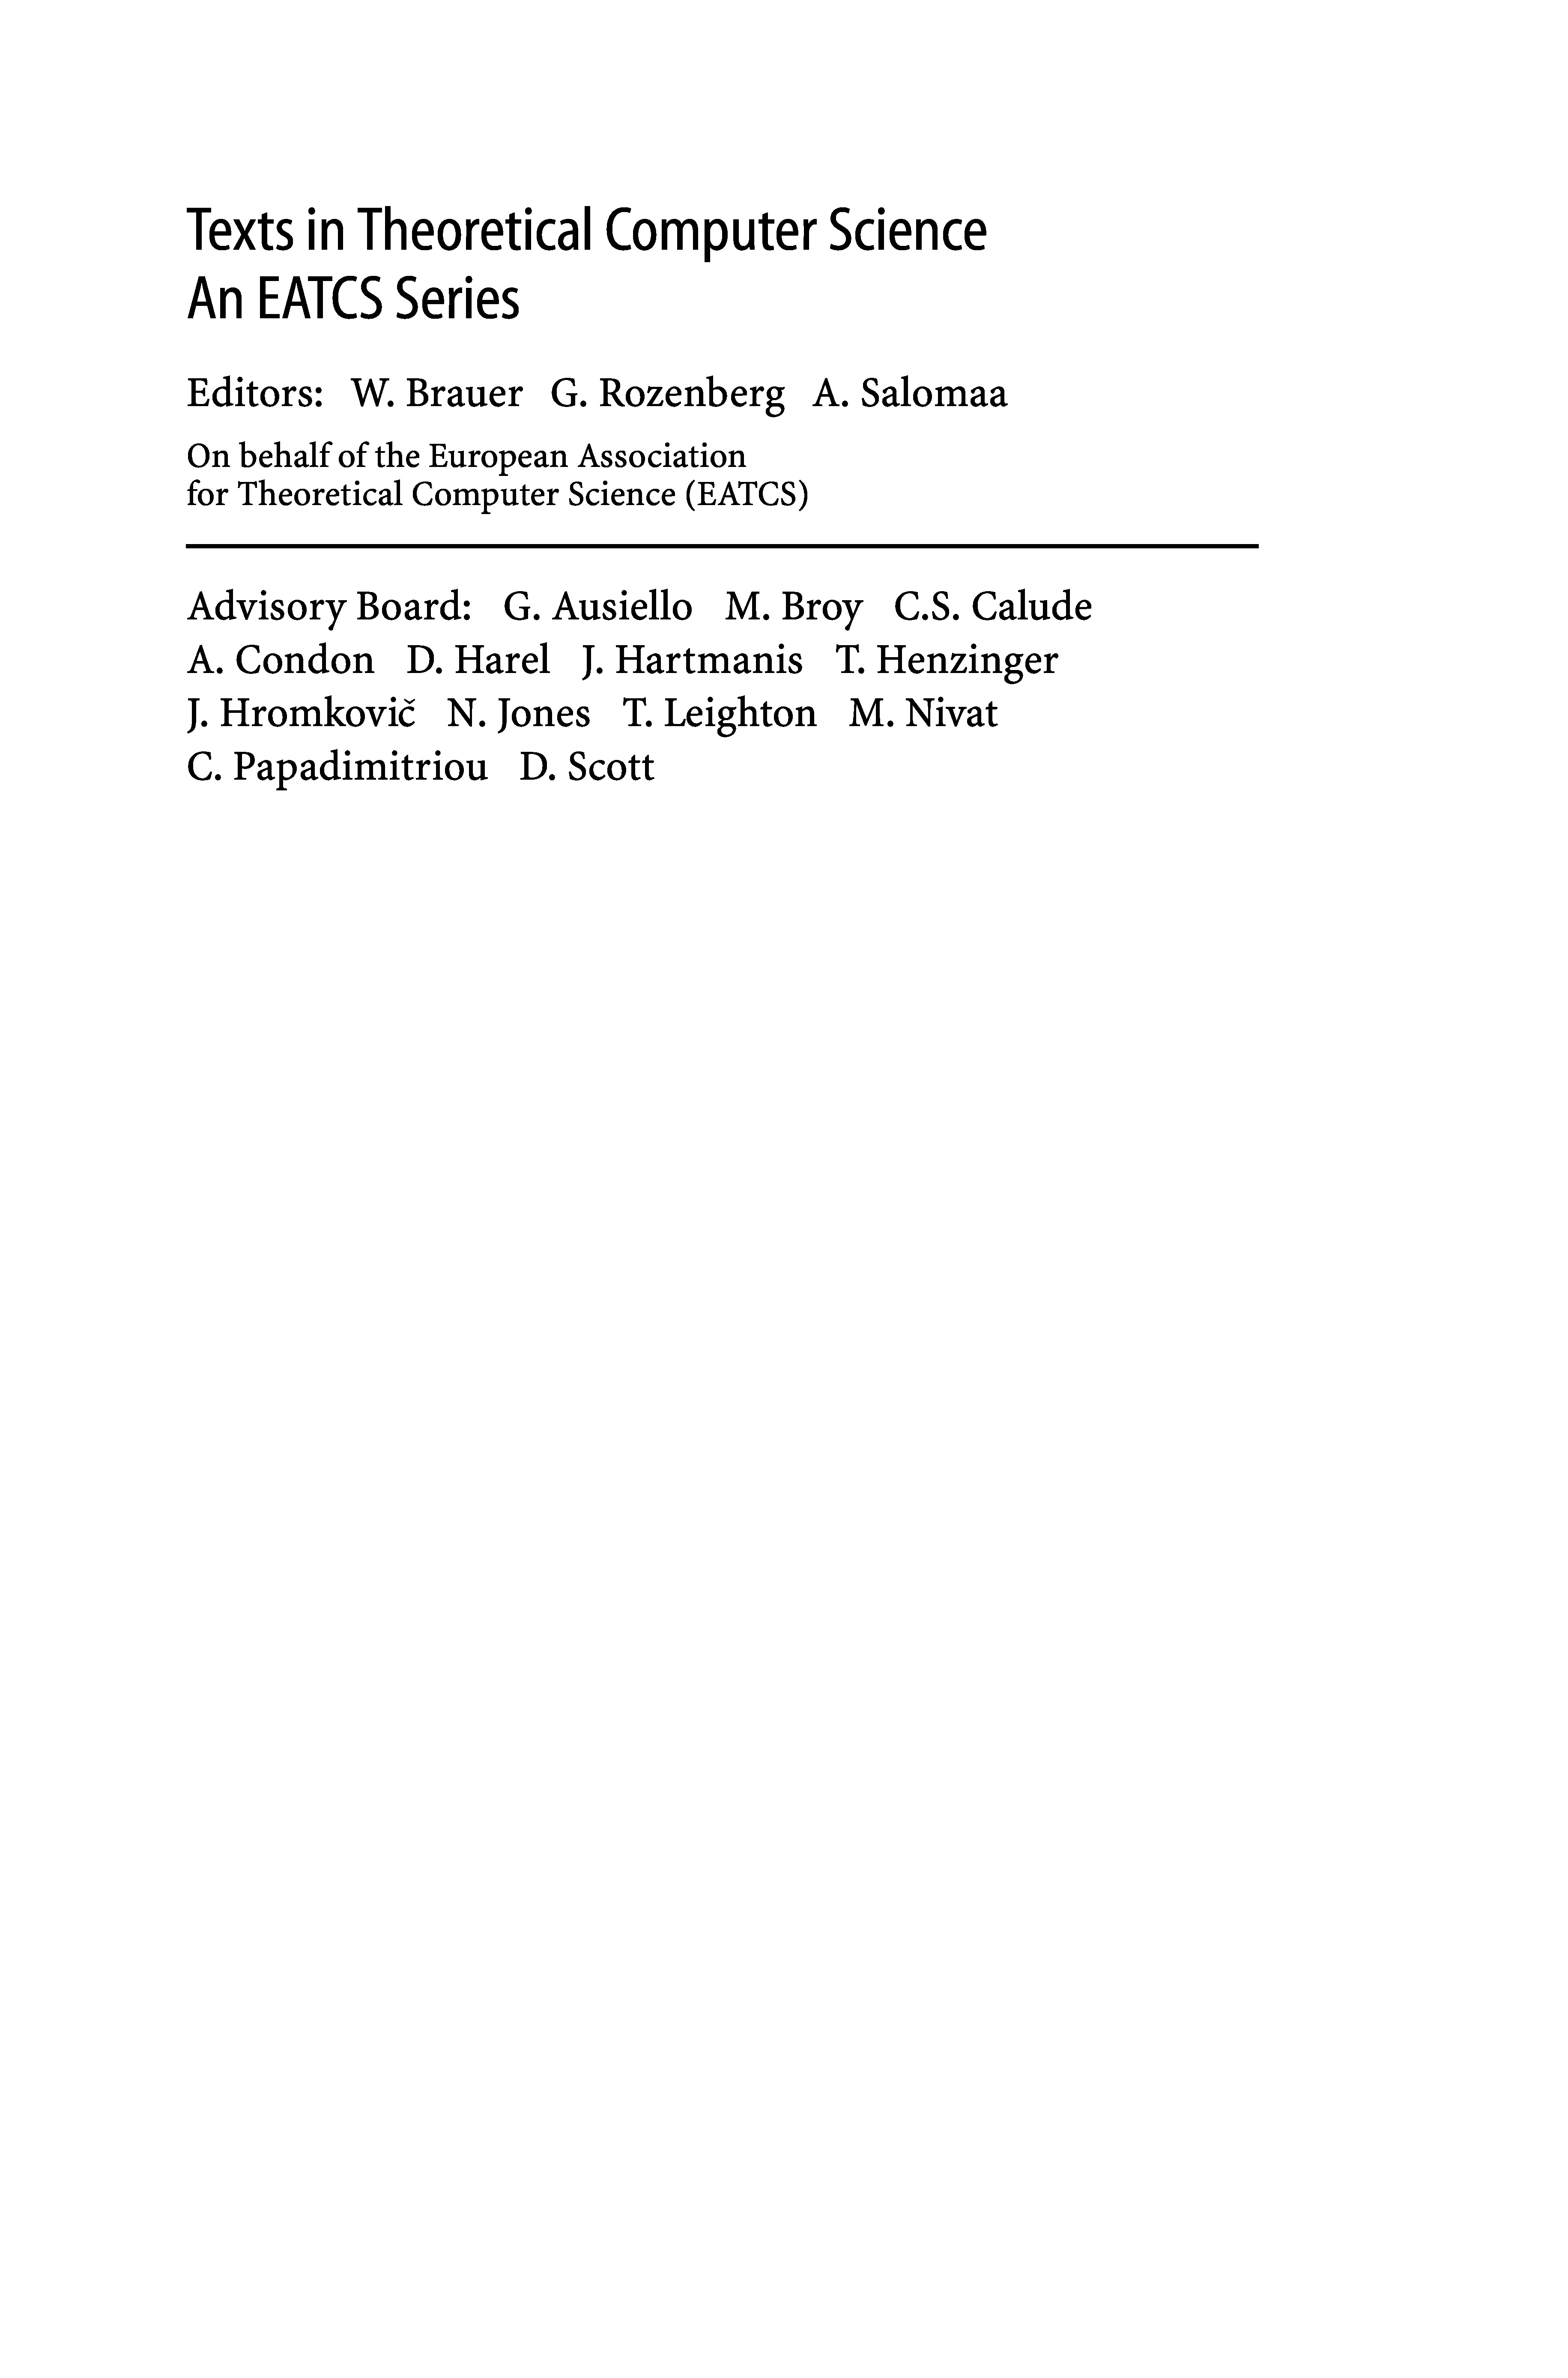 Texts in Theoretical Computer Science
An EATCS Series
Editors: W. Brauer G. Rozenberg A. Salomaa
On behalf of the European Association
for Theoretical Computer Science (EATCS)
Advisory Board: G. Ausiello M. Broy C.S. Calude
A. Condon D. Harel J. Hartmanis T. Henzinger
J. Hromkovič N. Jones T. Leighton M. Nivat
C. Papadimitriou D. Scott